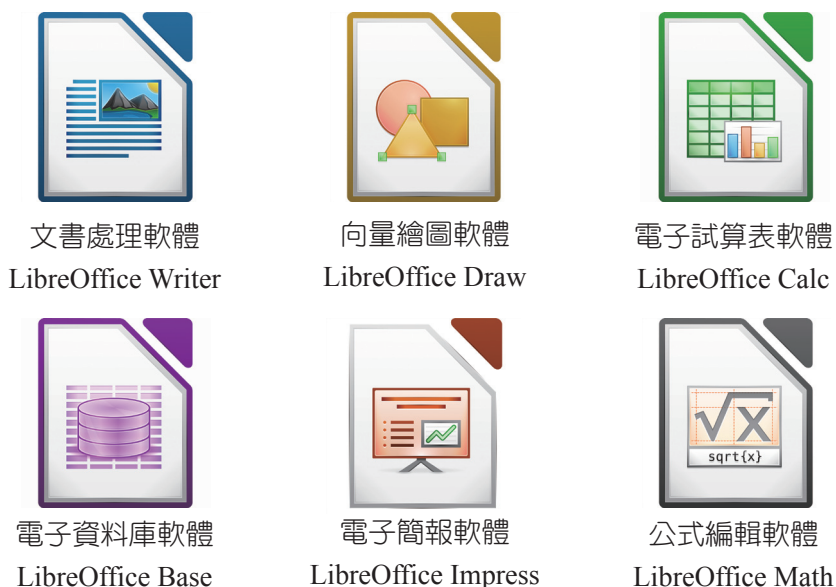 文書處理軟體
LibreOffice Writer
向量繪圖軟體
LibreOffice Draw
電子試算表軟體
LibreOffice Calc
電子資料庫軟體
LibreOffice Base
電子簡報軟體
LibreOffice Impress
√x
sqrt{x}
公式編輯軟體
LibreOffice Math